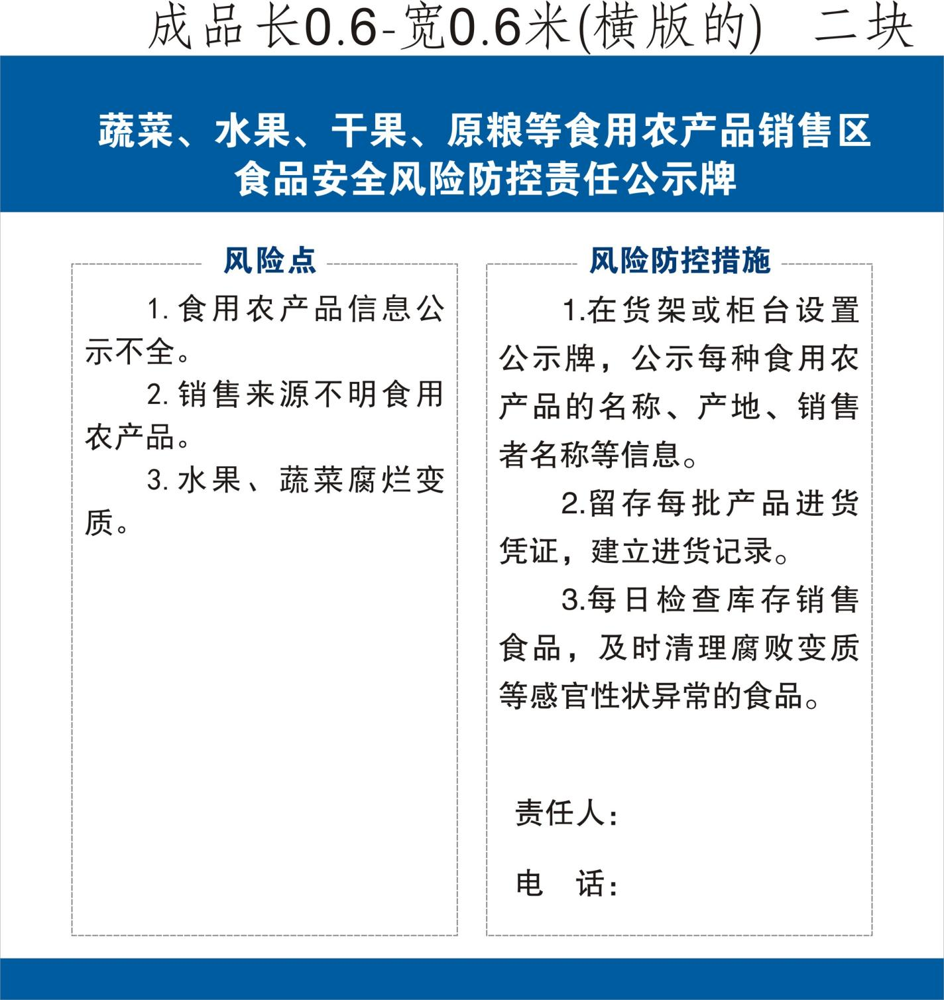 成品长0.6-宽0.6米(横版的) 二块
蔬菜、水果、干果、原粮等食用农产品销售区
食品安全风险防控责任公示牌
风险点
1.食用农产品信息公
示不全。
2.销售来源不明食用
农产品。
3.水果、蔬菜腐烂变
质。
风险防控措施
1.在货架或柜台设置
公示牌，公示每种食用农
产品的名称、产地、销售
者名称等信息。
2.留存每批产品进货
凭证，建立进货记录。
3.每日检查库存销售
食品，及时清理腐败变质
等感官性状异常的食品。
责任人：
电 话：